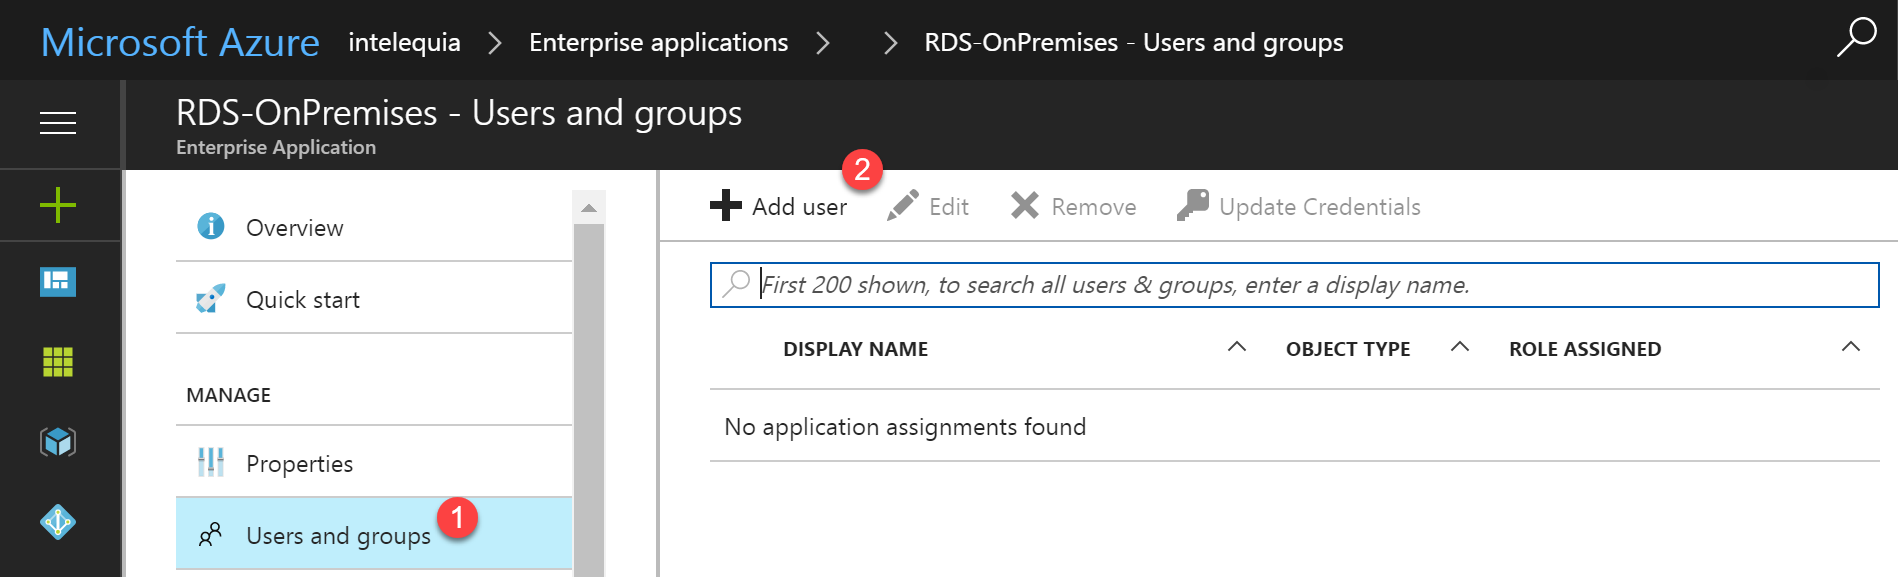 Microsoft Azure intelequia > Enterprise applications > > RDS-OnPremises - Users and groups
RDS-OnPremises - Users and groups
Enterprise Application
Overview
Quick start
MANAGE
Properties
Users and groups 1
Add user 2 Edit Remove Update Credentials
First 200 shown, to search all users & groups, enter a display name.
DISPLAY NAME OBJECT TYPE ROLE ASSIGNED
No application assignments found